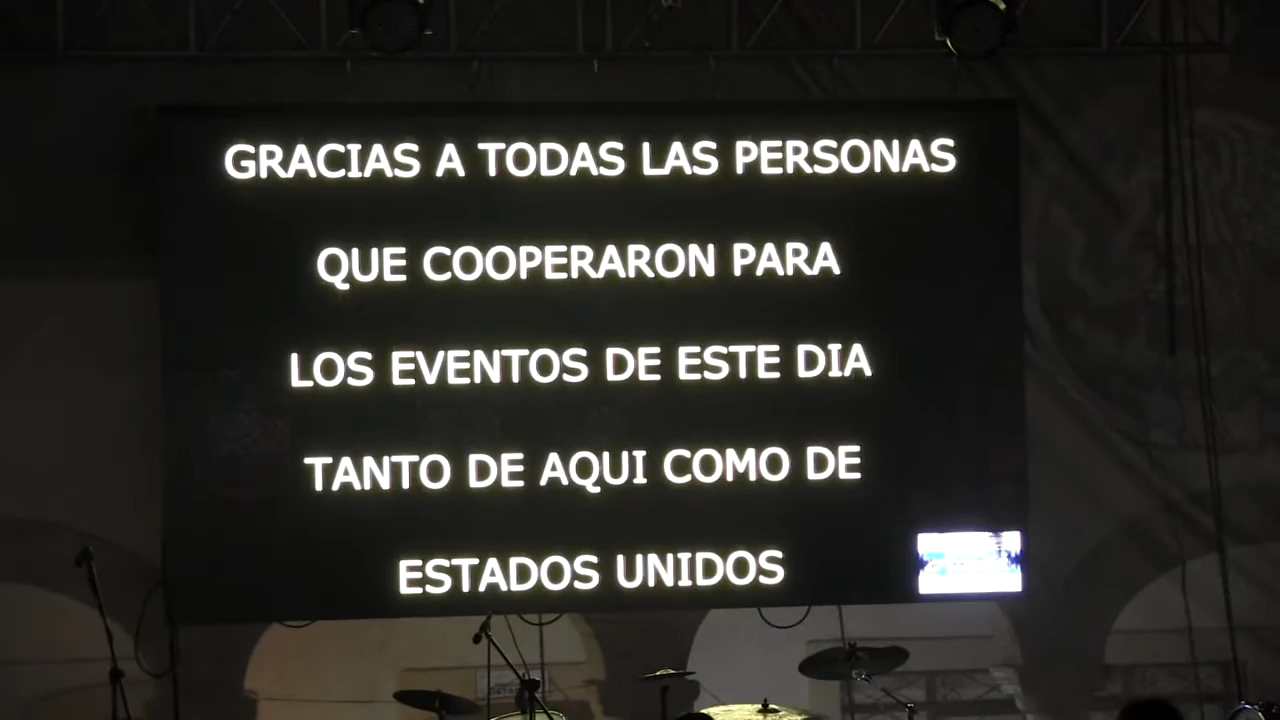 GRACIAS A TODAS LAS PERSONAS
QUE COOPERARON PARA
LOS EVENTOS DE ESTE DIA
TANTO DE AQUI COMO DE
ESTADOS UNIDOS